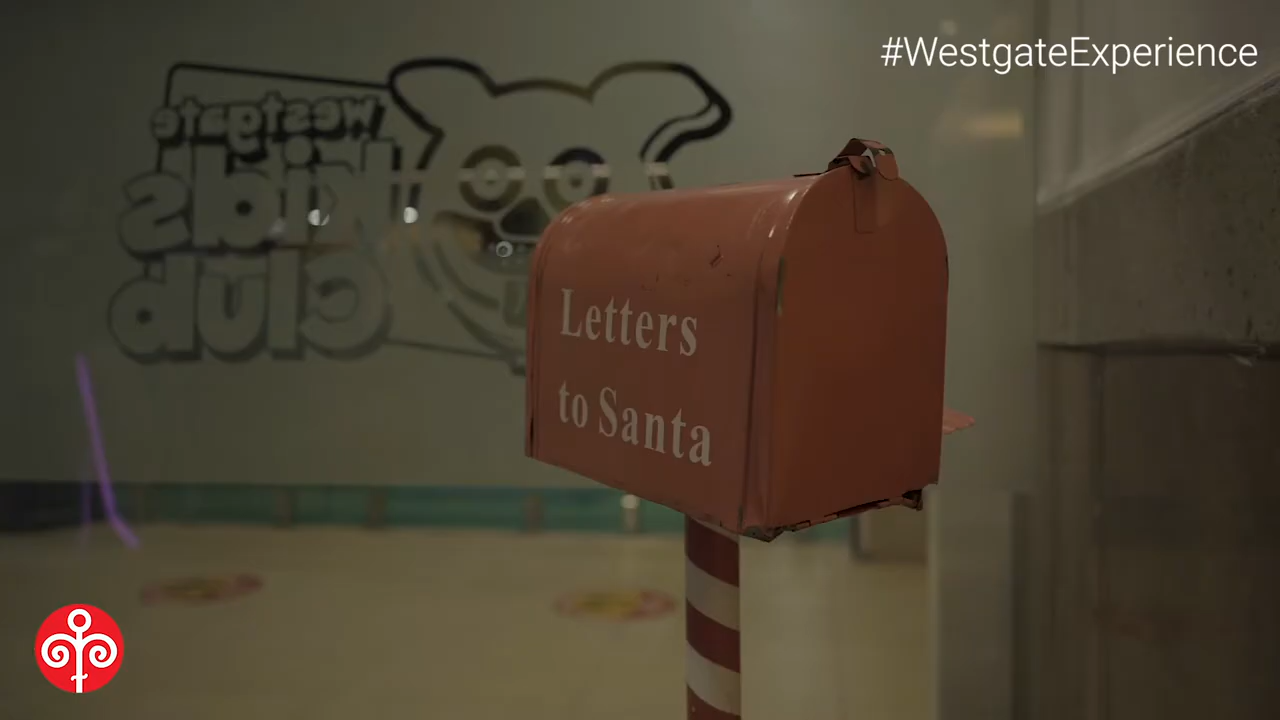 #WestgateExperience
westgate
kids
club
Letters
to Santa